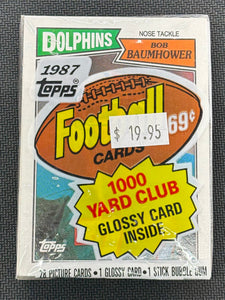 DOLPHINS
NOSE TACKLE
BOB
BAUMHOWER
1987
Topps
Football
69¢
$ 19.95
CARDS
1000
YARD CLUB
GLOSSY CARD
INSIDE
Topps
28 PICTURE CARDS • 1 GLOSSY CARD • 1 STICK BUBBLE GUM